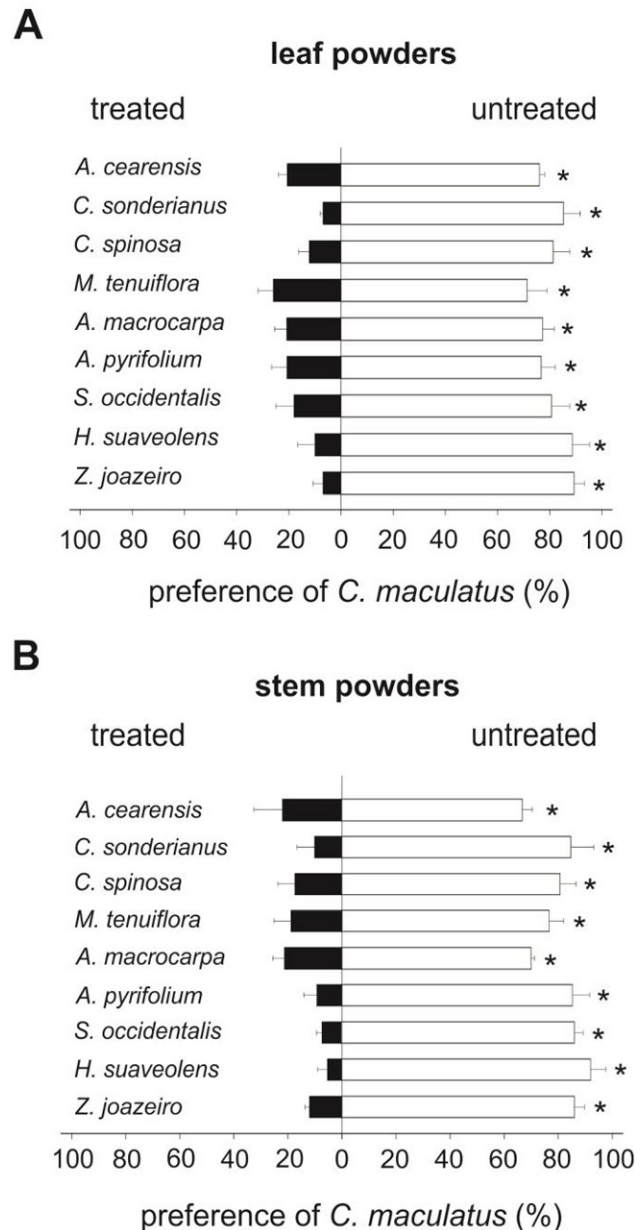 A
leaf powders
treated untreated
A. cearensis *
C. sonderianus *
C. spinosa *
M. tenuiflora *
A. macrocarpa *
A. pyrifolium *
S. occidentalis *
H. suaveolens *
Z. joazeiro *
100 80 60 40 20 0 20 40 60 80 100
preference of C. maculatus (%)
B
stem powders
treated untreated
A. cearensis *
C. sonderianus *
C. spinosa *
M. tenuiflora *
A. macrocarpa *
A. pyrifolium *
S. occidentalis *
H. suaveolens *
Z. joazeiro *
100 80 60 40 20 0 20 40 60 80 100
preference of C. maculatus (%)